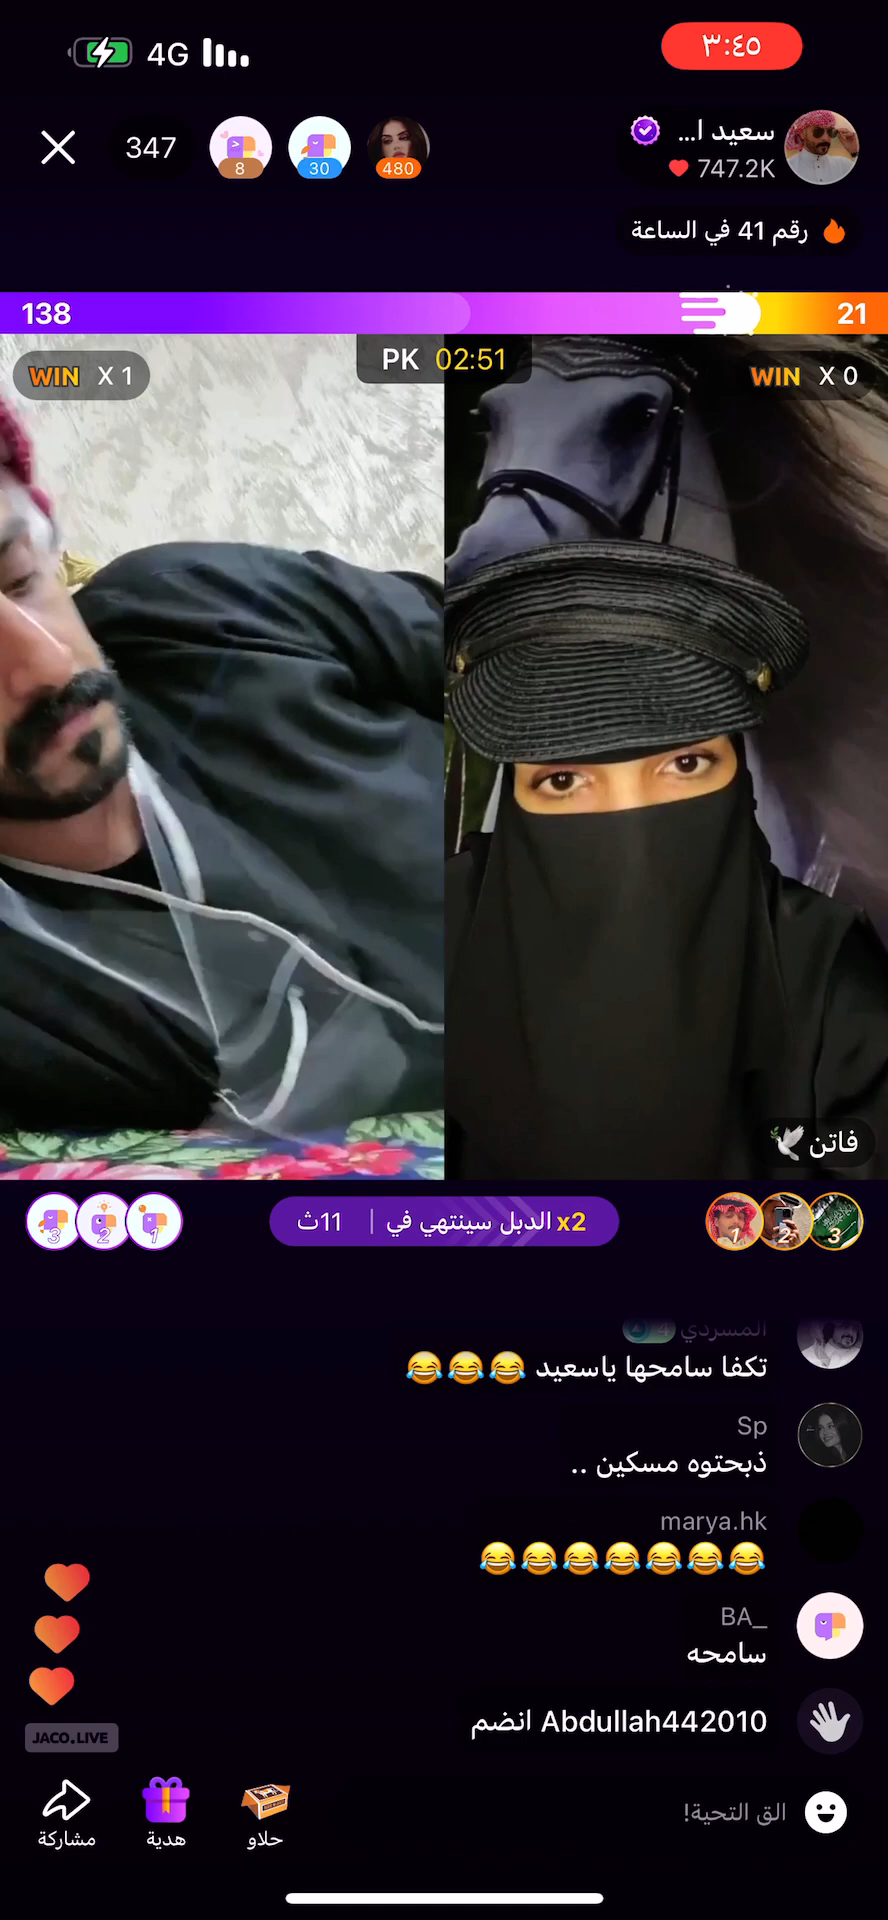 4G
٣:٤٥
347
8
30
480
سعيد ا...
747.2K
رقم 41 في الساعة
138
21
PK 02:51
WIN X 1
WIN X 0
فاتن
3
2
1
x2 الدبل سينتهي في | 11ث
1
2
3
المسردي 4
تكفا سامحها ياسعيد 😂😂😂
Sp
ذبحتوه مسكين ..
marya.hk
😂😂😂😂😂😂😂
BA_
سامحه
Abdullah442010 انضم
JACO.LIVE
مشاركة
هدية
حلاو
الق التحية!